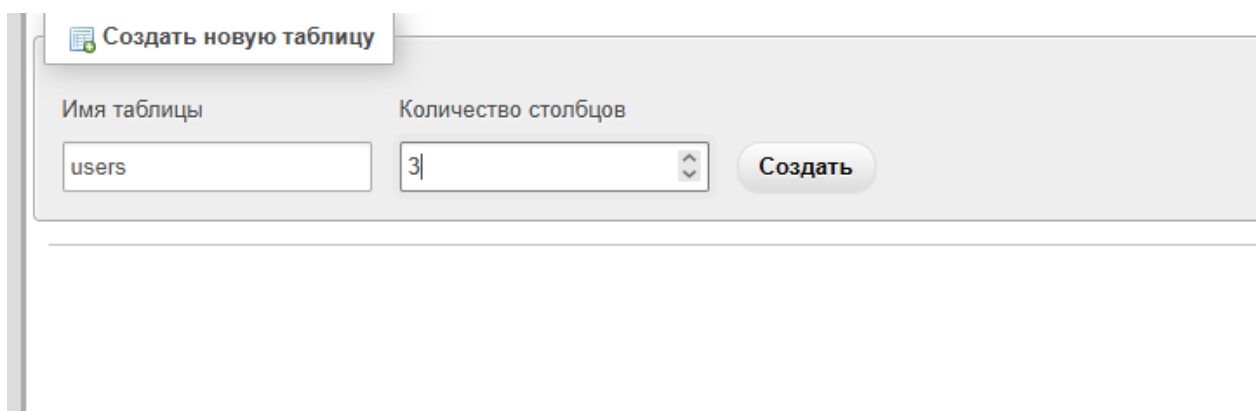 Создать новую таблицу
Имя таблицы Количество столбцов
users 3 Создать